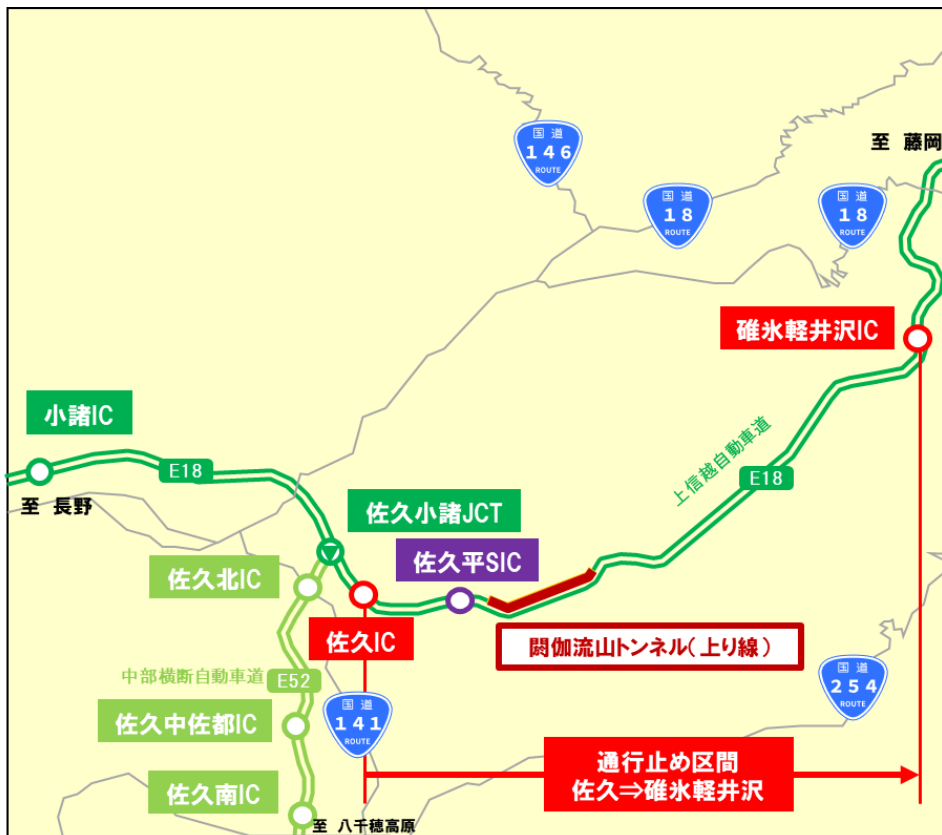 国道
146
ROUTE
至 藤岡
国道
18
ROUTE
国道
18
ROUTE
碓氷軽井沢IC
小諸IC
上信越自動車道
E18
E18
至 長野
佐久小諸JCT
佐久平SIC
佐久北IC
佐久IC
閼伽流山トンネル(上り線)
中部横断自動車道
E52
国道
254
ROUTE
国道
141
ROUTE
佐久中佐都IC
通行止め区間
佐久⇒碓氷軽井沢
佐久南IC
至 八千穂高原